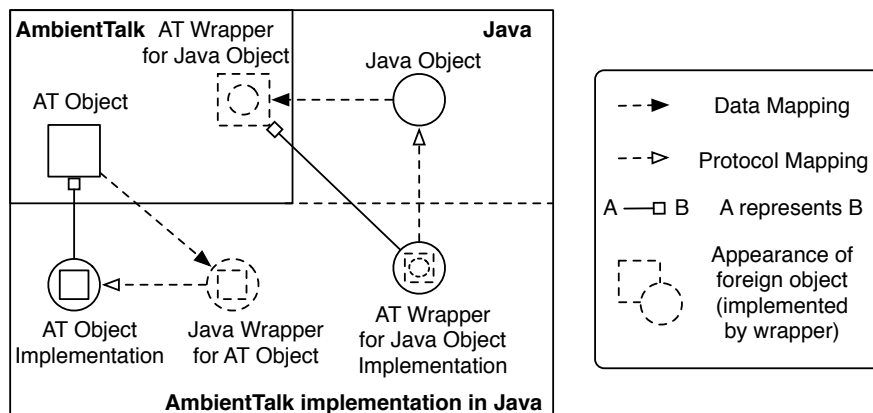 AmbientTalk
AT Wrapper
for Java Object
Java
Java Object
AT Object
AT Object
Implementation
Java Wrapper
for AT Object
AT Wrapper
for Java Object
Implementation
AmbientTalk implementation in Java
Data Mapping
Protocol Mapping
A B A represents B
Appearance of
foreign object
(implemented
by wrapper)